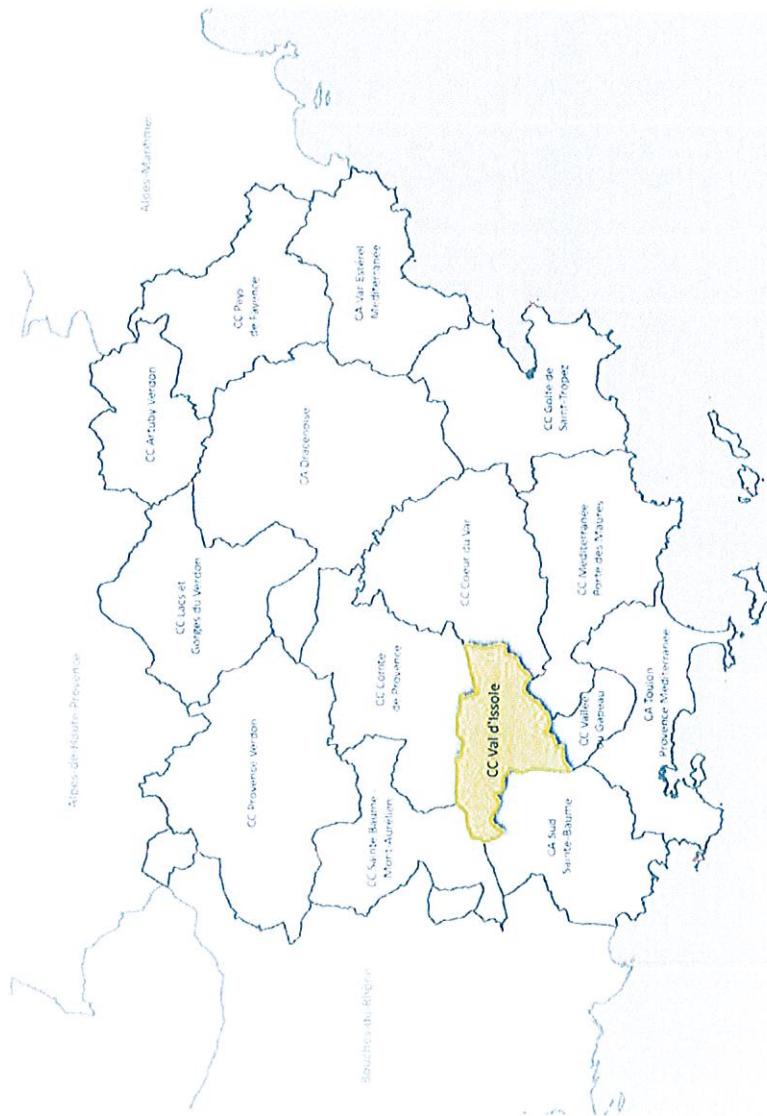 Alpes-de-Haute-Provence
Alpes-Maritimes
Bouches-du-Rhône
CC Artuby Verdon
CC Lacs et
Gorges du Verdon
CC Pays
de Fayence
CC Provence Verdon
CA Dracenoise
CA Var Estérel
Méditerranée
CC Comté
de Provence
CC Sainte Baume
Mont-Aurélien
CC Coeur du Var
CC Golfe de
Saint-Tropez
CC Val d'Issole
CC Méditerranée
Porte des Maures
CC Vallée
du Gapeau
CA Sud
Sainte-Baume
CA Toulon
Provence Méditerranée